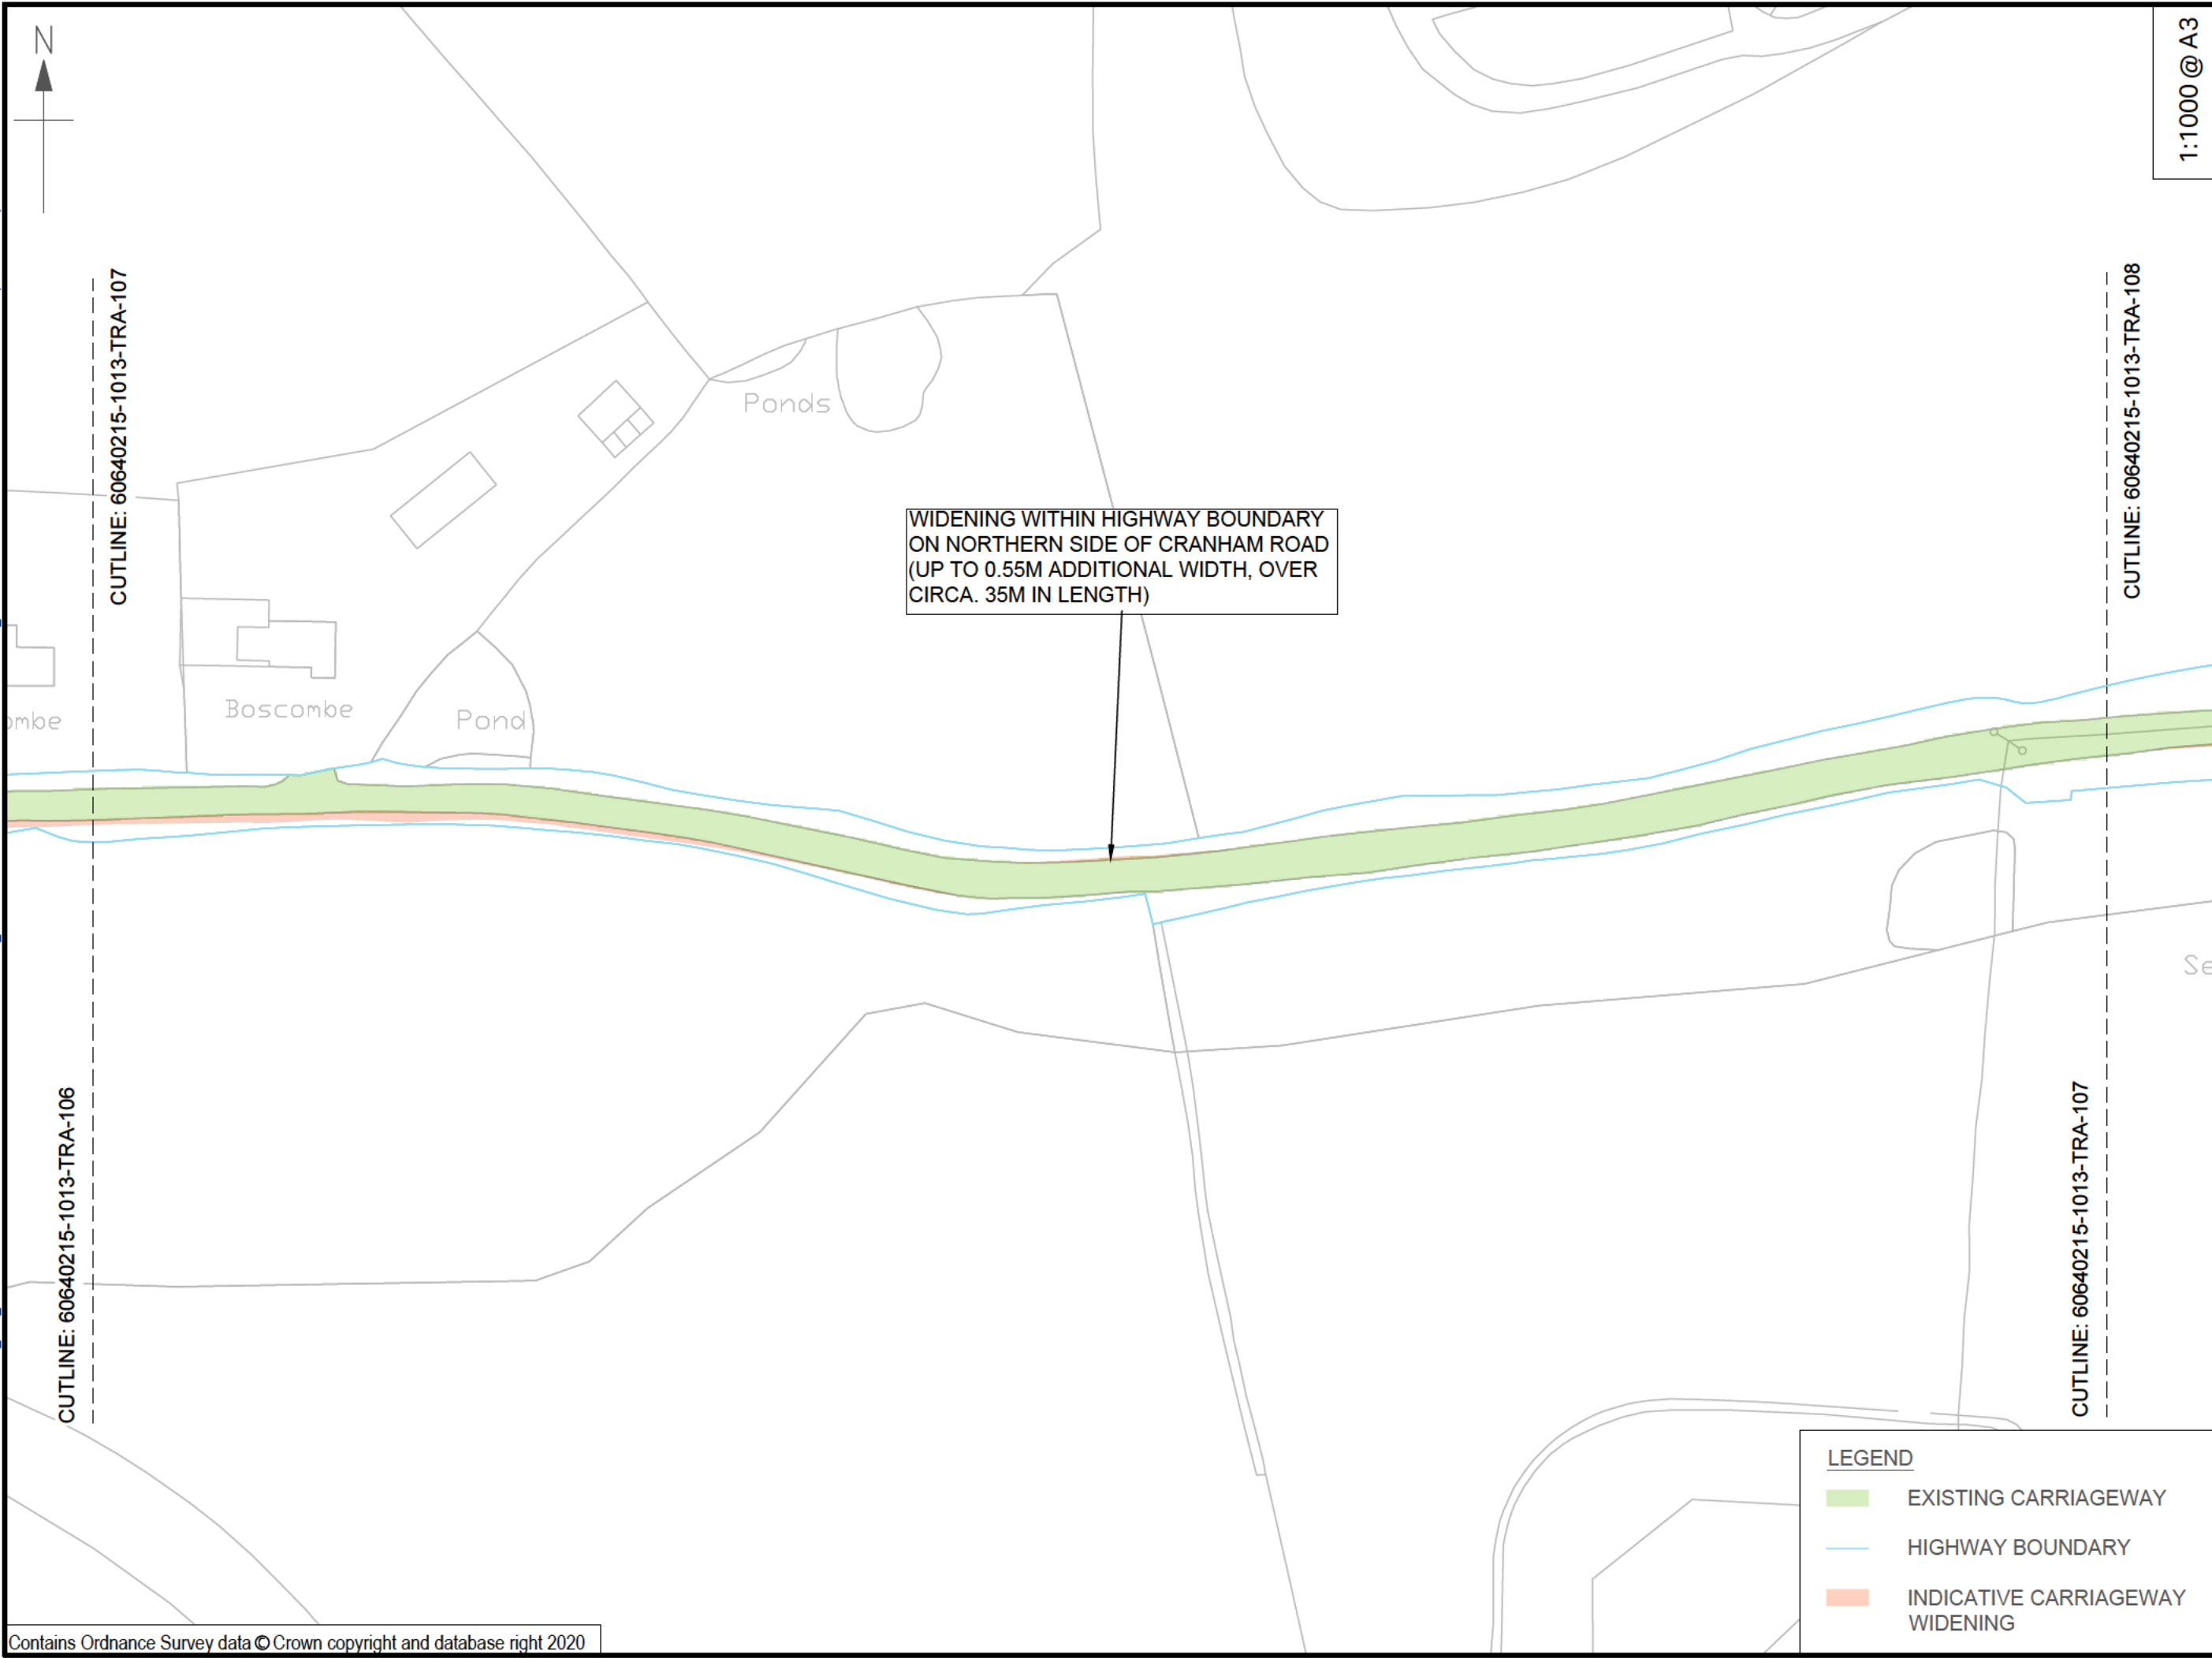 N
1:1000 @ A3
CUTLINE: 60640215-1013-TRA-107
CUTLINE: 60640215-1013-TRA-108
Ponds
WIDENING WITHIN HIGHWAY BOUNDARY
ON NORTHERN SIDE OF CRANHAM ROAD
(UP TO 0.55M ADDITIONAL WIDTH, OVER
CIRCA. 35M IN LENGTH)
ombe
Boscombe
Pond
Se
CUTLINE: 60640215-1013-TRA-106
CUTLINE: 60640215-1013-TRA-107
LEGEND
EXISTING CARRIAGEWAY
HIGHWAY BOUNDARY
INDICATIVE CARRIAGEWAY
WIDENING
Contains Ordnance Survey data © Crown copyright and database right 2020